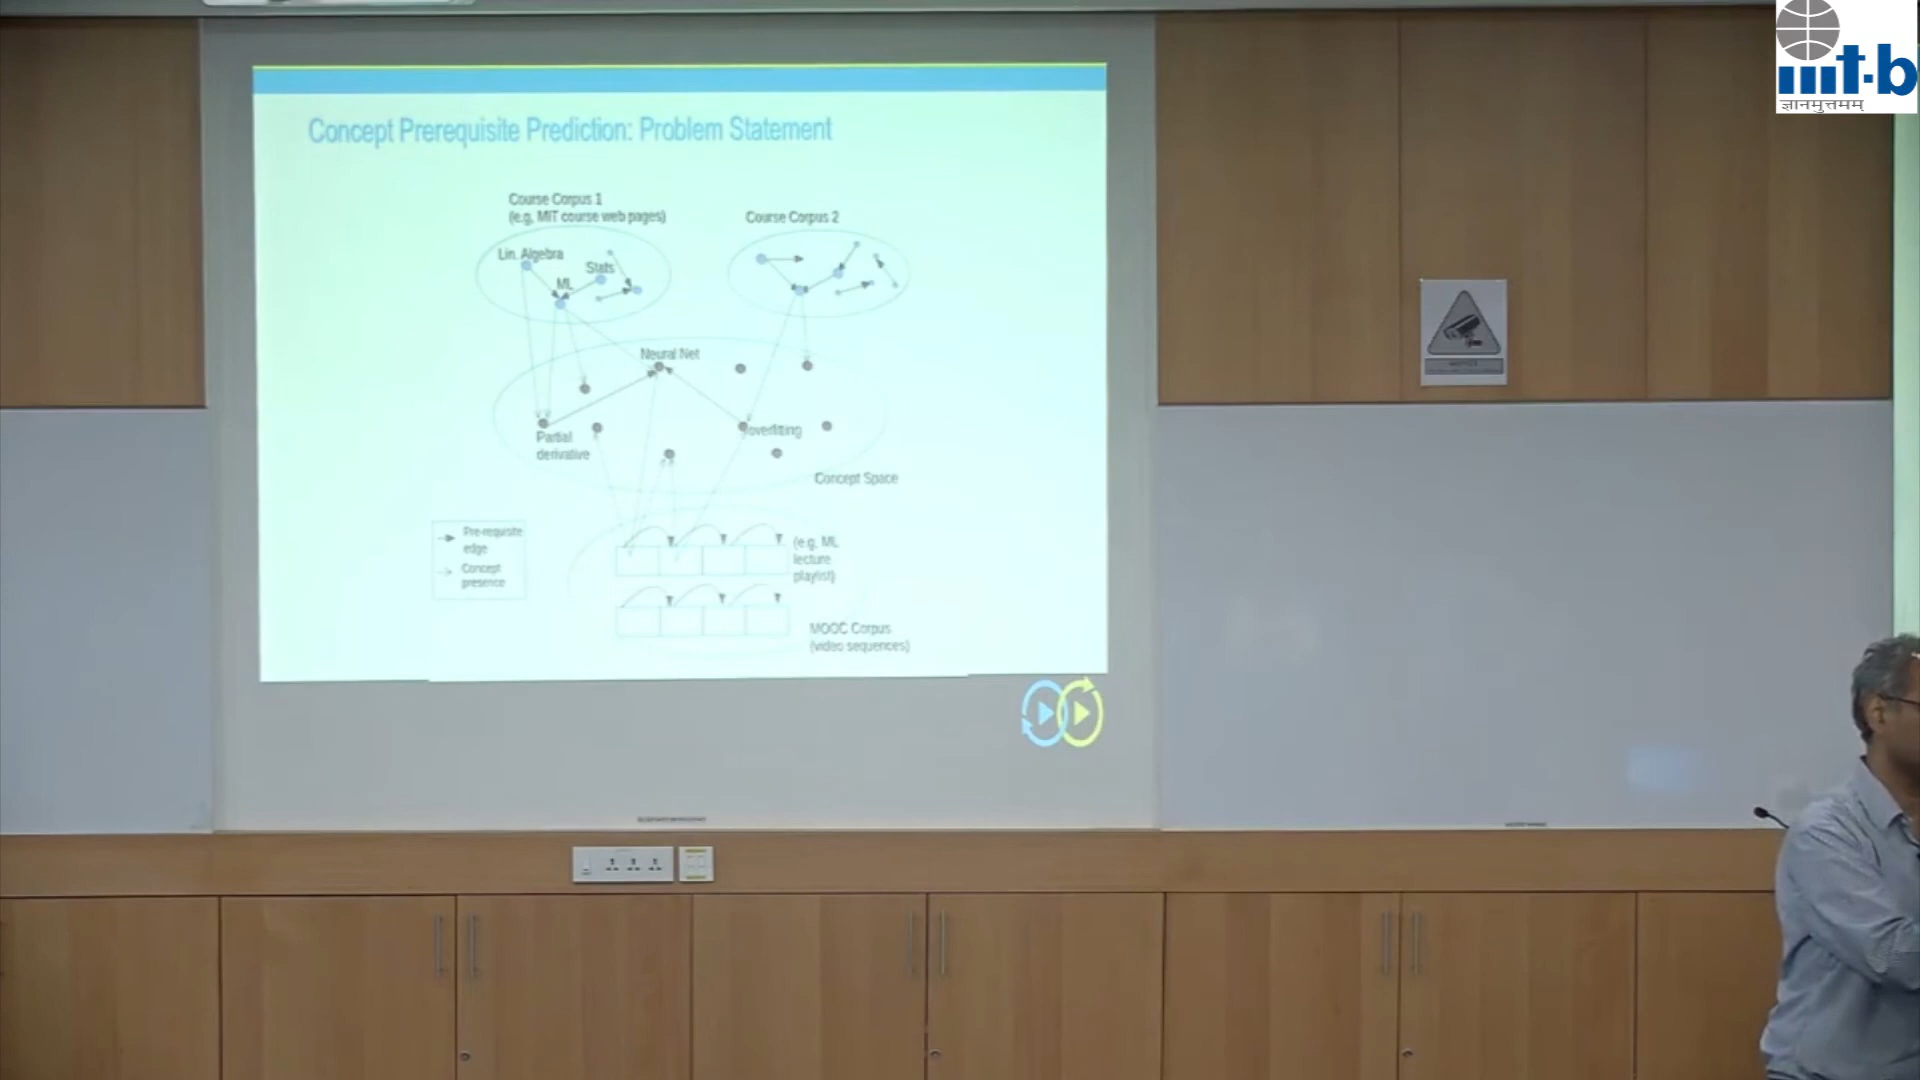 iiit-b
ज्ञानमुत्तमम्
Concept Prerequisite Prediction: Problem Statement
Course Corpus 1
(e.g, MIT course web pages)
Course Corpus 2
Lin. Algebra
Stats
ML
Neural Net
Partial
derivative
overfitting
Concept Space
Pre-requisite
edge
Concept
presence
(e.g. ML
lecture
playlist)
MOOC Corpus
(video sequences)